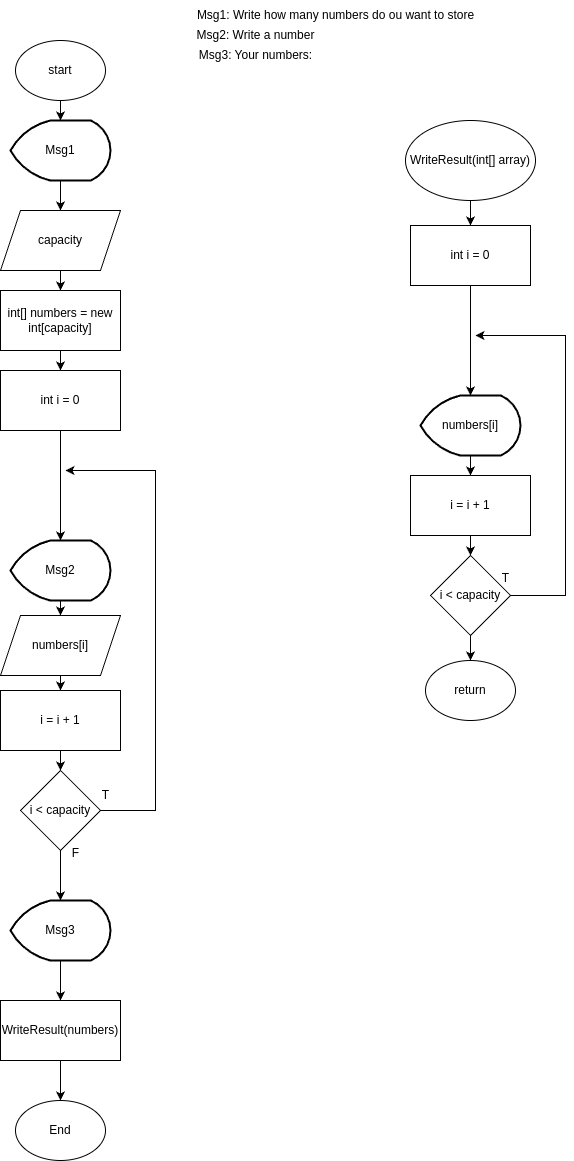 Msg1: Write how many numbers do ou want to store
Msg2: Write a number
Msg3: Your numbers:
start
Msg1
capacity
int[] numbers = new
int[capacity]
int i = 0
Msg2
numbers[i]
i = i + 1
i < capacity
T
F
Msg3
WriteResult(numbers)
End
WriteResult(int[] array)
int i = 0
numbers[i]
i = i + 1
i < capacity
T
return